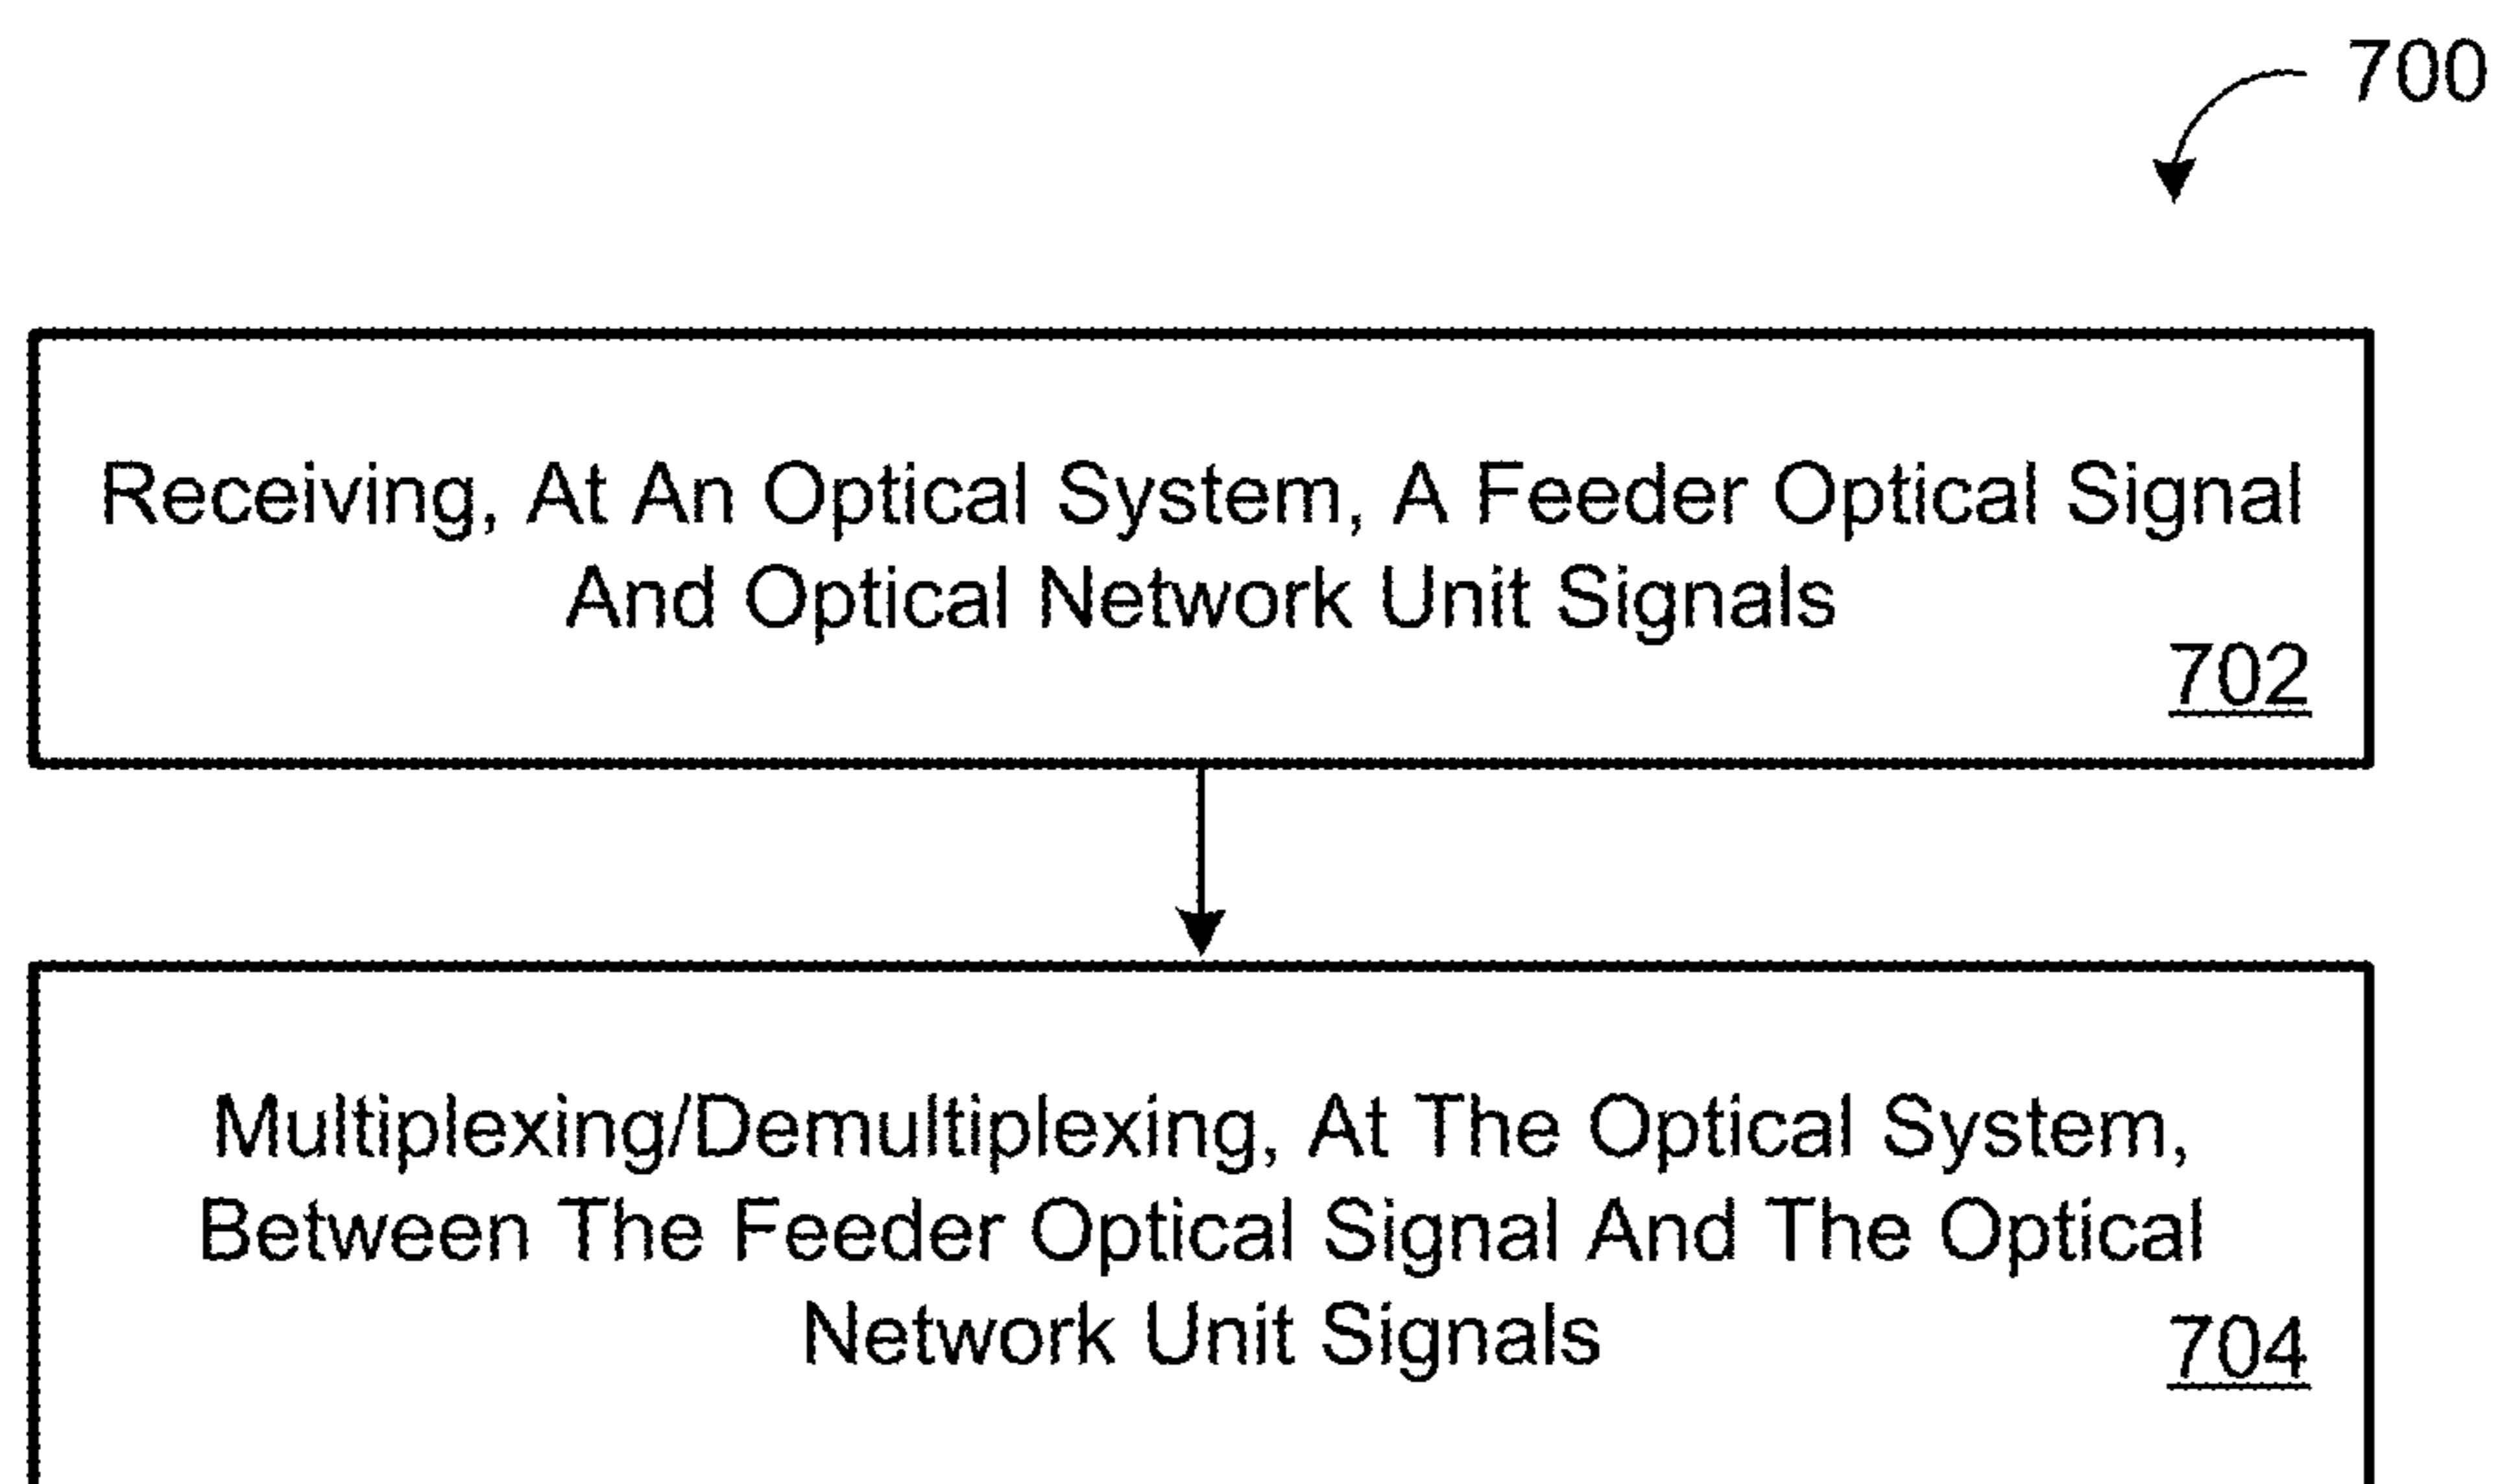 700
Receiving, At An Optical System, A Feeder Optical Signal
And Optical Network Unit Signals
702
Multiplexing/Demultiplexing, At The Optical System,
Between The Feeder Optical Signal And The Optical
Network Unit Signals
704